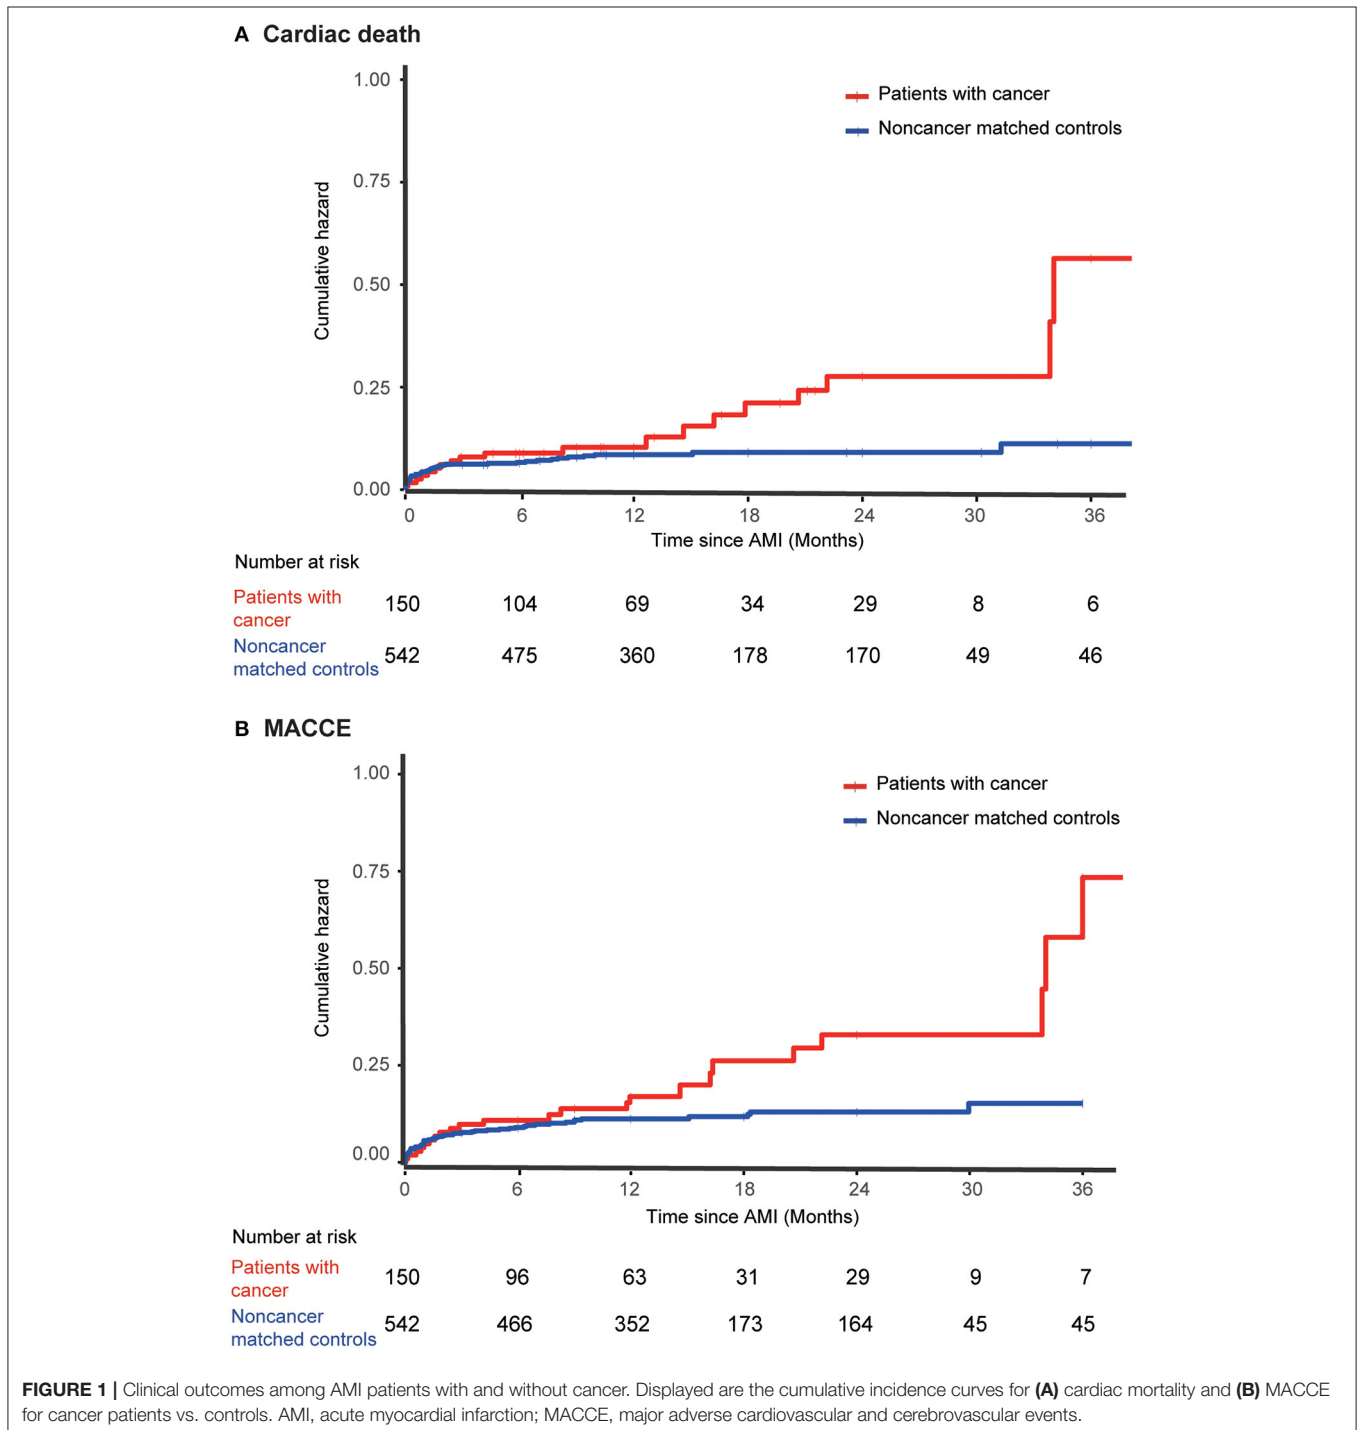 A Cardiac death
1.00
0.75
0.50
0.25
0.00
Cumulative hazard
Patients with cancer
Noncancer matched controls
0 6 12 18 24 30 36
Time since AMI (Months)
Number at risk
Patients with
cancer
150 104 69 34 29 8 6
Noncancer
matched controls
542 475 360 178 170 49 46
B MACCE
1.00
0.75
0.50
0.25
0.00
Cumulative hazard
Patients with cancer
Noncancer matched controls
0 6 12 18 24 30 36
Time since AMI (Months)
Number at risk
Patients with
cancer
150 96 63 31 29 9 7
Noncancer
matched controls
542 466 352 173 164 45 45
FIGURE 1 | Clinical outcomes among AMI patients with and without cancer. Displayed are the cumulative incidence curves for (A) cardiac mortality and (B) MACCE
for cancer patients vs. controls. AMI, acute myocardial infarction; MACCE, major adverse cardiovascular and cerebrovascular events.